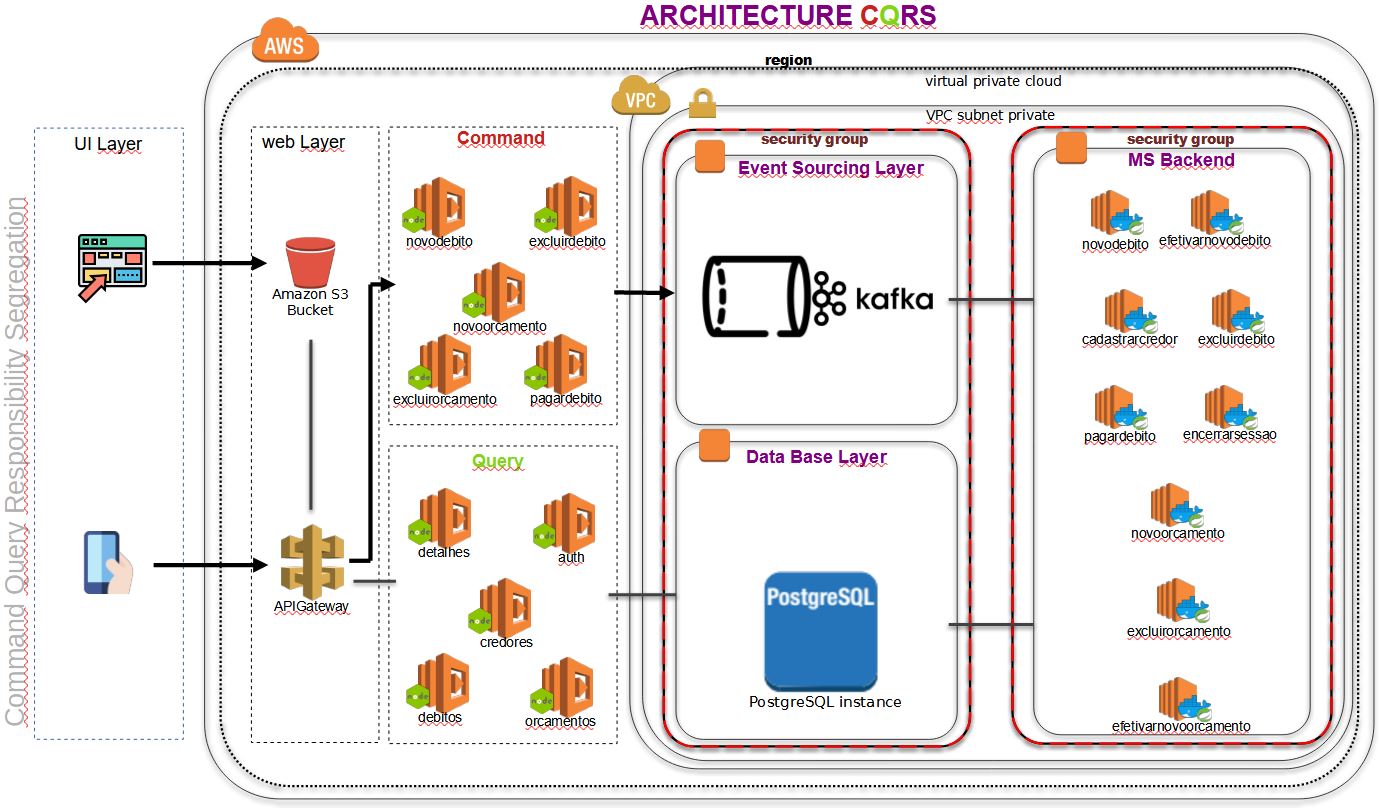 ARCHITECTURE CQRS
AWS
region
virtual private cloud
VPC
VPC subnet private
Command Query Responsibility Segregation
UI Layer
web Layer
Amazon S3
Bucket
APIGateway
Command
node
novodebito
node
excluirdebito
node
novoorcamento
node
excluirorcamento
node
pagardebito
Query
node
detalhes
node
auth
node
credores
node
debitos
node
orcamentos
security group
Event Sourcing Layer
kafka
Data Base Layer
PostgreSQL
PostgreSQL instance
security group
MS Backend
novodebito
efetivarnovodebito
cadastrarcredor
excluirdebito
pagardebito
encerrarsessao
novoorcamento
excluirorcamento
efetivarnovoorcamento